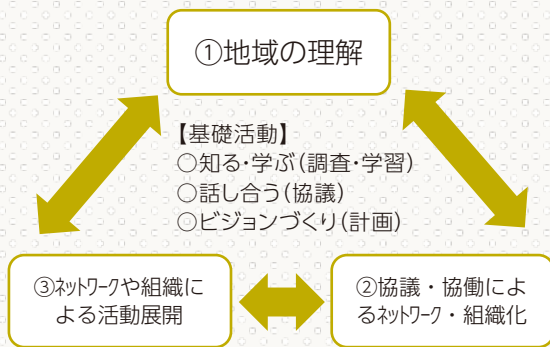 ①地域の理解
【基礎活動】
○知る・学ぶ(調査・学習)
○話し合う(協議)
○ビジョンづくり(計画)
③ﾈｯﾄﾜｰｸや組織に
よる活動展開
②協議・協働によ
るﾈｯﾄﾜｰｸ・組織化